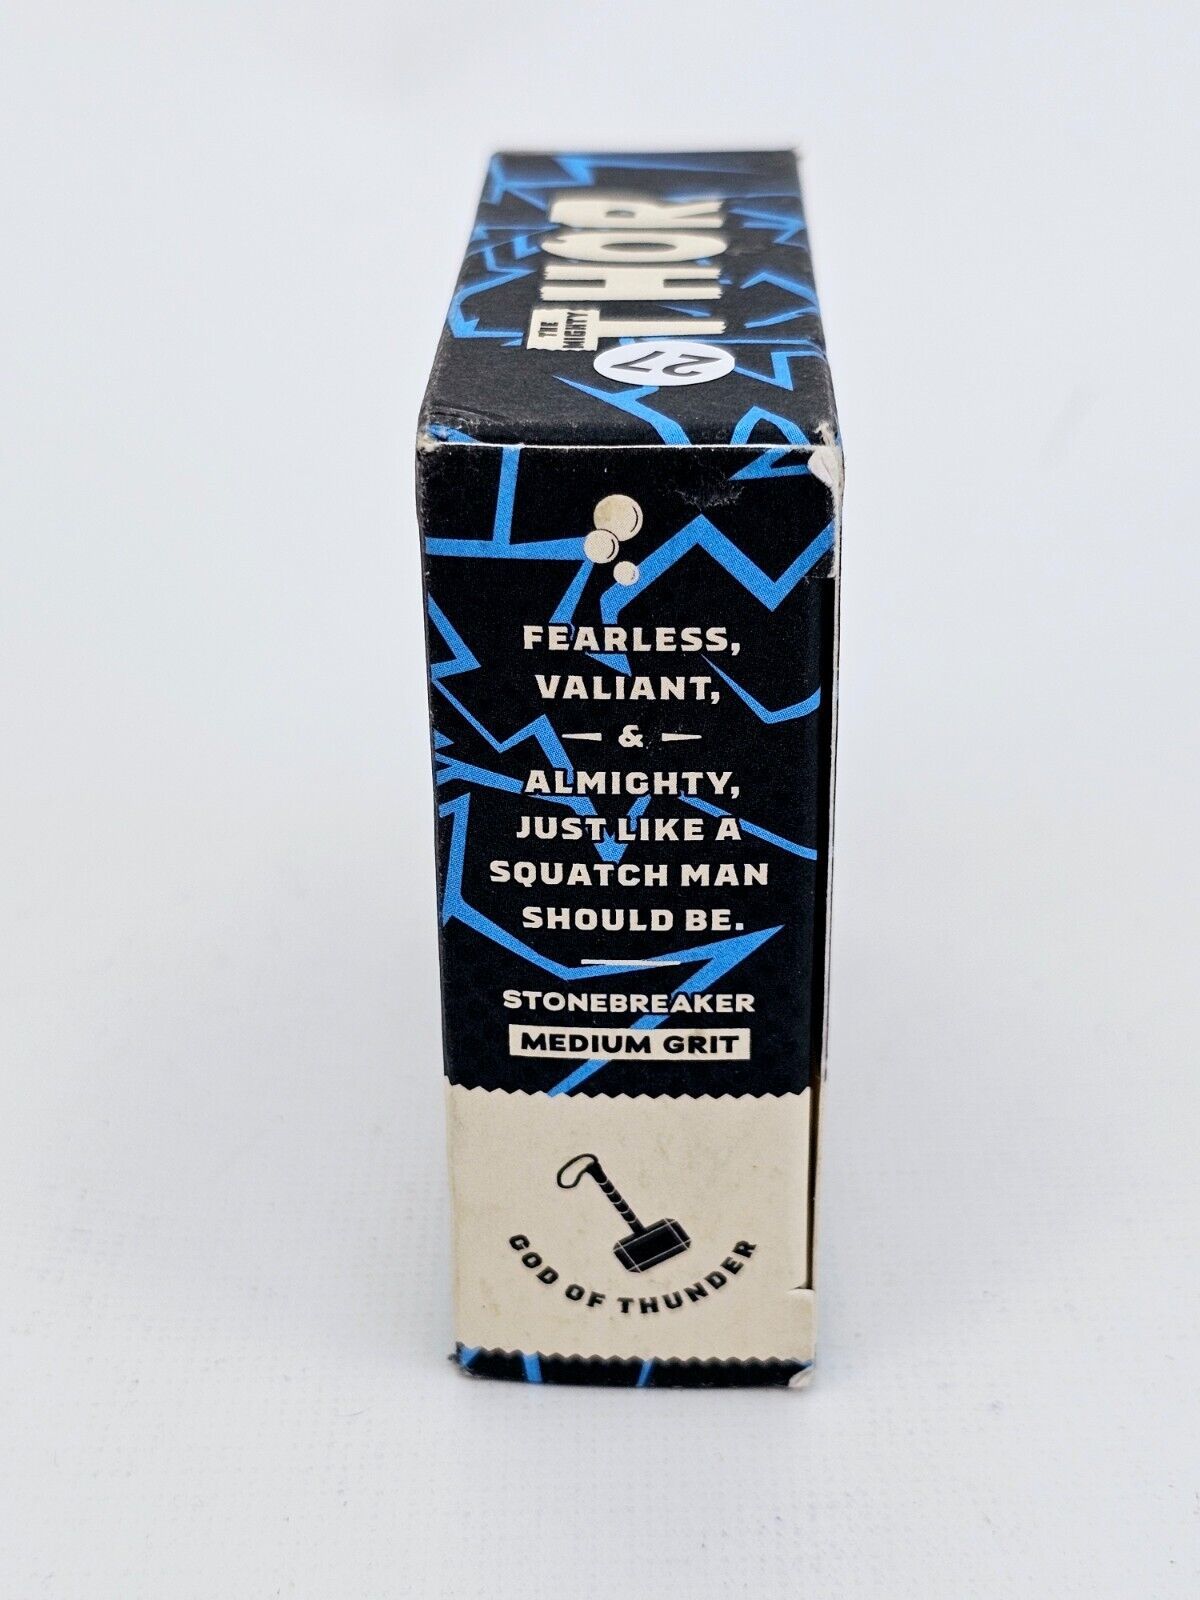 THE
MIGHTY
THOR
27
FEARLESS,
VALIANT,
&
ALMIGHTY,
JUST LIKE A
SQUATCH MAN
SHOULD BE.
STONEBREAKER
MEDIUM GRIT
GOD OF THUNDER